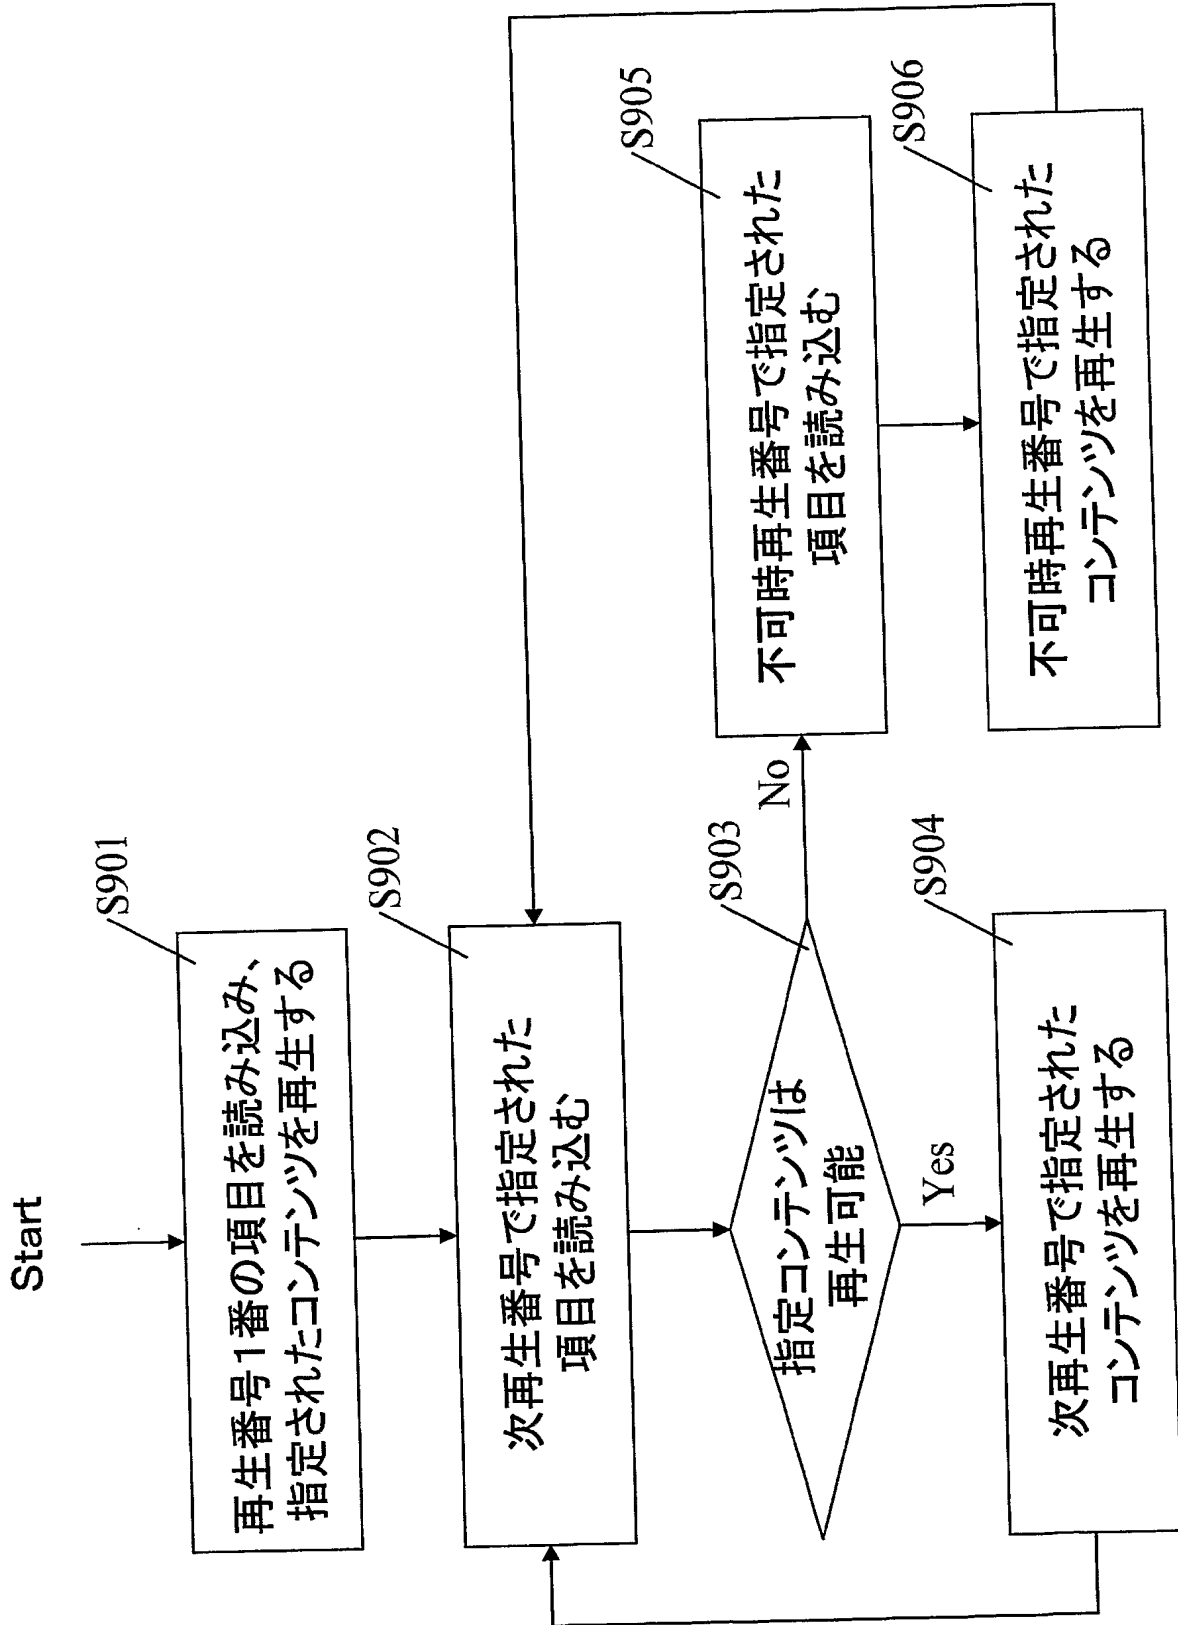 Start
S901
再生番号1番の項目を読み込み、
指定されたコンテンツを再生する
S902
次再生番号で指定された
項目を読み込む
S903
指定コンテンツは
再生可能
No
Yes
S904
次再生番号で指定された
コンテンツを再生する
S905
不可時再生番号で指定された
項目を読み込む
S906
不可時再生番号で指定された
コンテンツを再生する